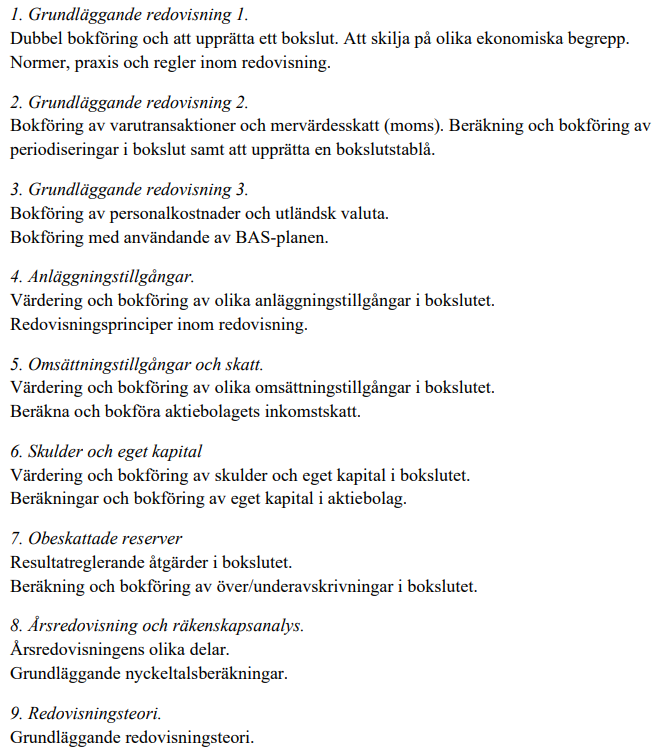 1. Grundläggande redovisning 1.
Dubbel bokföring och att upprätta ett bokslut. Att skilja på olika ekonomiska begrepp.
Normer, praxis och regler inom redovisning.
2. Grundläggande redovisning 2.
Bokföring av varutransaktioner och mervärdesskatt (moms). Beräkning och bokföring av
periodiseringar i bokslut samt att upprätta en bokslutstablå.
3. Grundläggande redovisning 3.
Bokföring av personalkostnader och utländsk valuta.
Bokföring med användande av BAS-planen.
4. Anläggningstillgångar.
Värdering och bokföring av olika anläggningstillgångar i bokslutet.
Redovisningsprinciper inom redovisning.
5. Omsättningstillgångar och skatt.
Värdering och bokföring av olika omsättningstillgångar i bokslutet.
Beräkna och bokföra aktiebolagets inkomstskatt.
6. Skulder och eget kapital
Värdering och bokföring av skulder och eget kapital i bokslutet.
Beräkningar och bokföring av eget kapital i aktiebolag.
7. Obeskattade reserver
Resultatreglerande åtgärder i bokslutet.
Beräkning och bokföring av över/underavskrivningar i bokslutet.
8. Årsredovisning och räkenskapsanalys.
Årsredovisningens olika delar.
Grundläggande nyckeltalsberäkningar.
9. Redovisningsteori.
Grundläggande redovisningsteori.